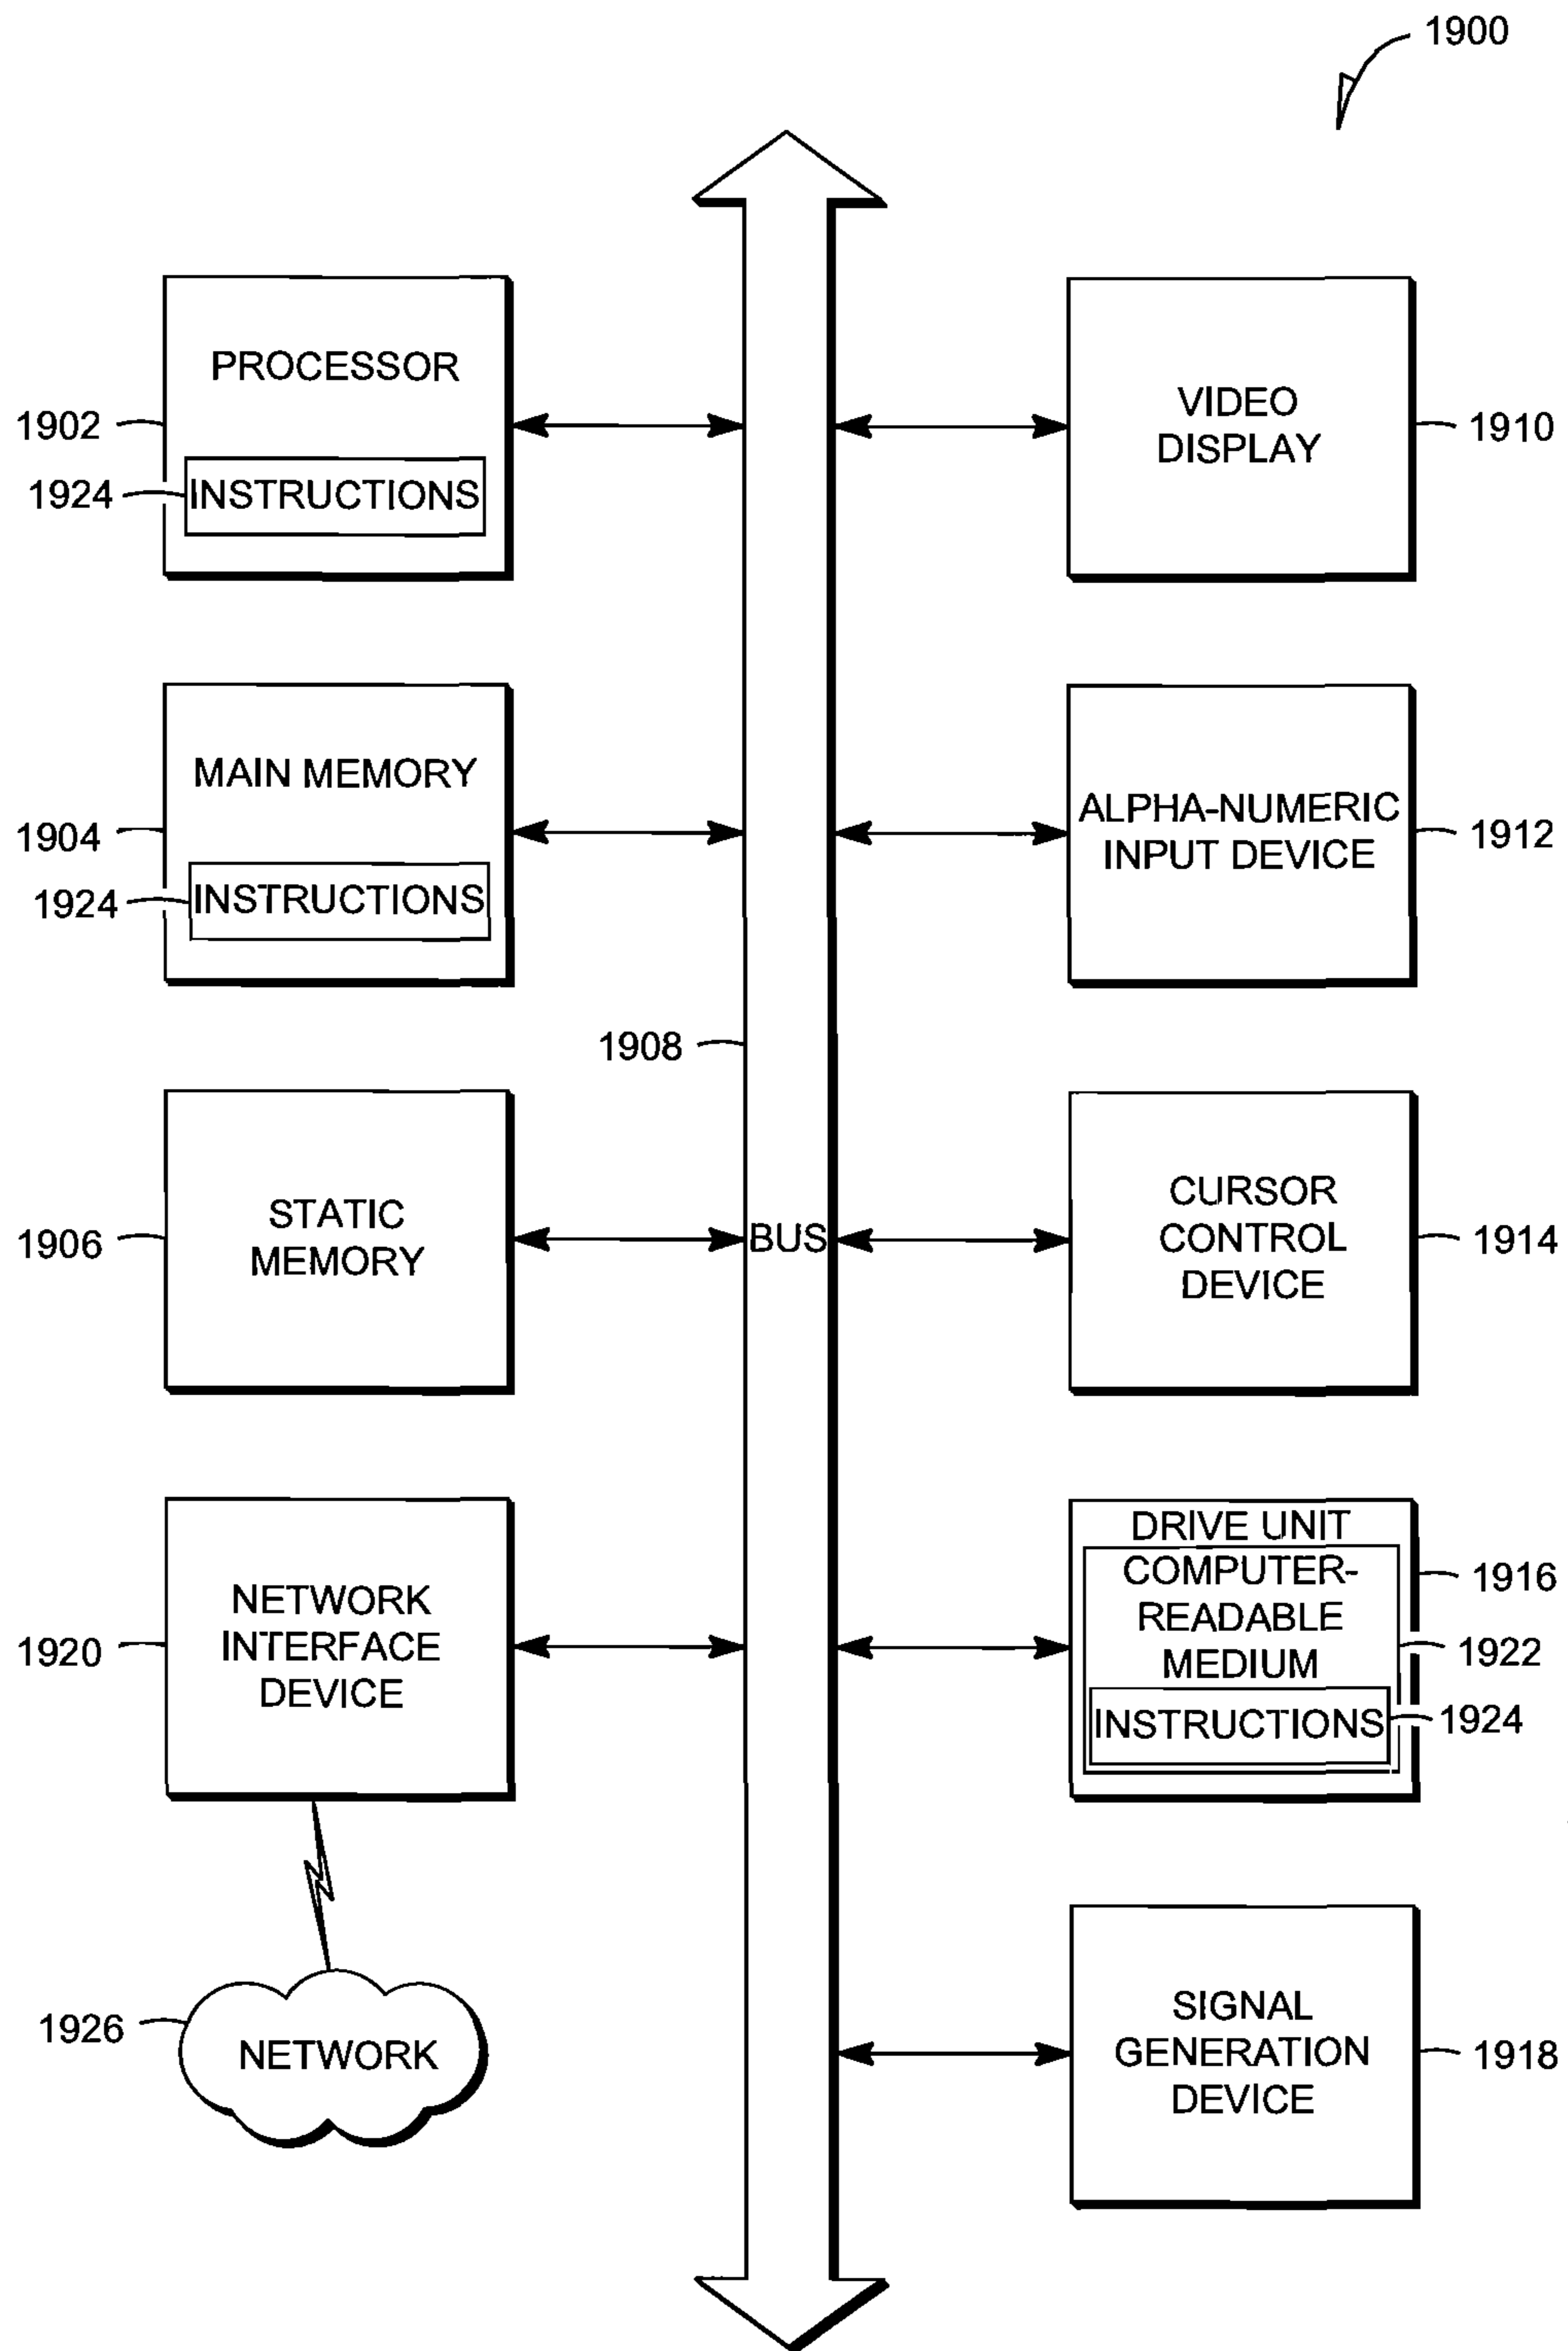 1900
PROCESSOR
1902
1924
INSTRUCTIONS
VIDEO
DISPLAY
1910
MAIN MEMORY
1904
1924
INSTRUCTIONS
ALPHA-NUMERIC
INPUT DEVICE
1912
1908
STATIC
MEMORY
1906
BUS
CURSOR
CONTROL
DEVICE
1914
NETWORK
INTERFACE
DEVICE
1920
DRIVE UNIT
COMPUTER-
READABLE
MEDIUM
INSTRUCTIONS
1916
1922
1924
1926
NETWORK
SIGNAL
GENERATION
DEVICE
1918